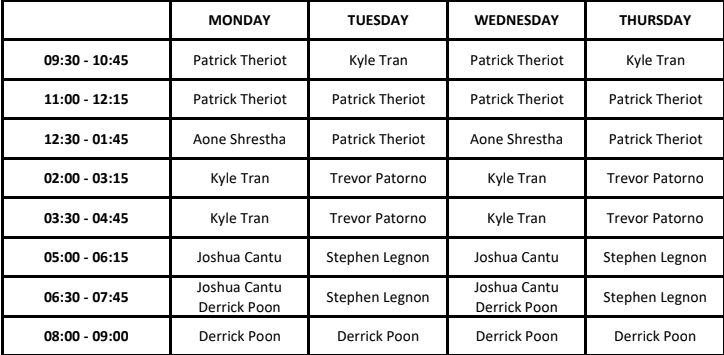 MONDAY TUESDAY WEDNESDAY THURSDAY
09:30 - 10:45 Patrick Theriot Kyle Tran Patrick Theriot Kyle Tran
11:00 - 12:15 Patrick Theriot Patrick Theriot Patrick Theriot Patrick Theriot
12:30 - 01:45 Aone Shrestha Patrick Theriot Aone Shrestha Patrick Theriot
02:00 - 03:15 Kyle Tran Trevor Patorno Kyle Tran Trevor Patorno
03:30 - 04:45 Kyle Tran Trevor Patorno Kyle Tran Trevor Patorno
05:00 - 06:15 Joshua Cantu Stephen Legnon Joshua Cantu Stephen Legnon
06:30 - 07:45 Joshua Cantu Derrick Poon Stephen Legnon Joshua Cantu Derrick Poon Stephen Legnon
08:00 - 09:00 Derrick Poon Derrick Poon Derrick Poon Derrick Poon